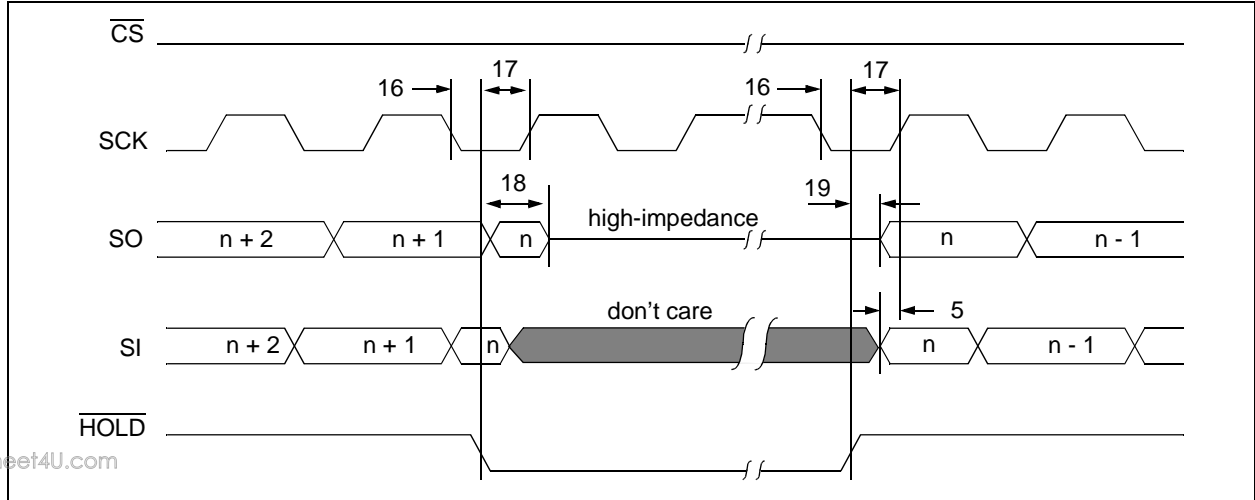 CS
16
17
16
17
SCK
18
19
SO
n + 2
n + 1
n
high-impedance
n
n - 1
don't care
5
SI
n + 2
n + 1
n
n
n - 1
HOLD
eet4U.com